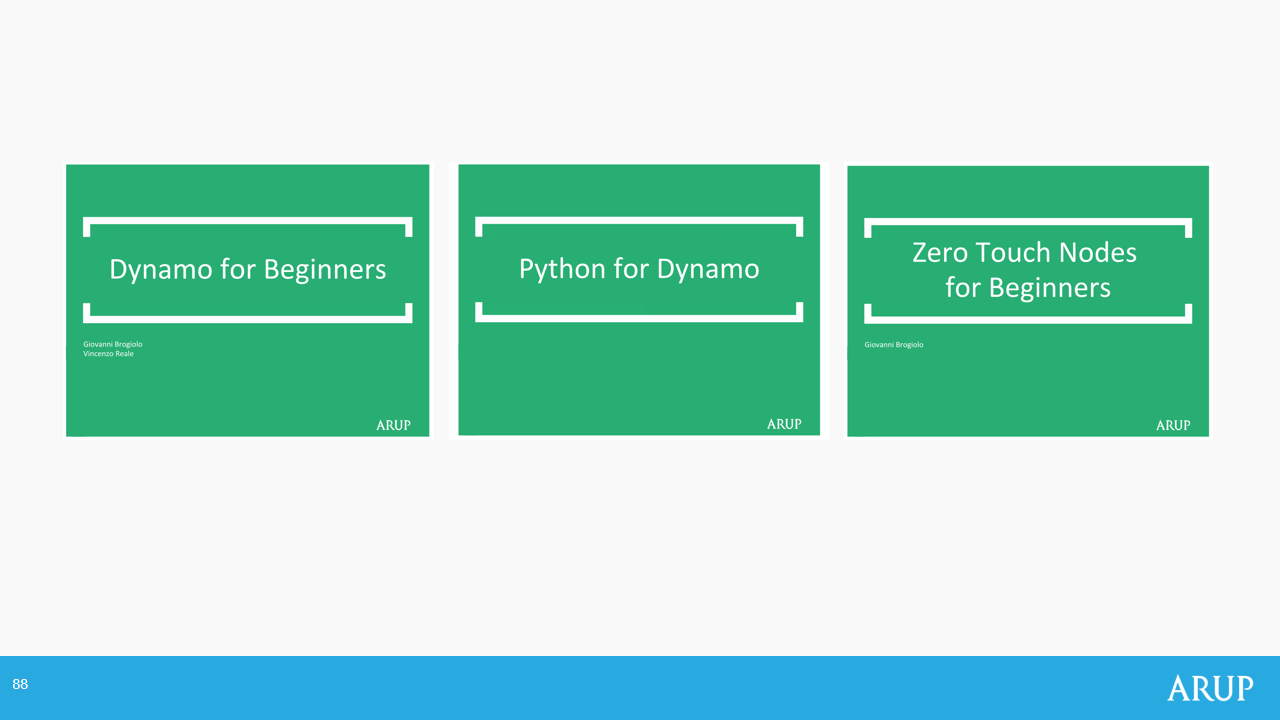 Dynamo for Beginners
Giovanni Brogiolo
Vincenzo Reale
ARUP
Python for Dynamo
ARUP
Zero Touch Nodes
for Beginners
Giovanni Brogiolo
ARUP
88
ARUP